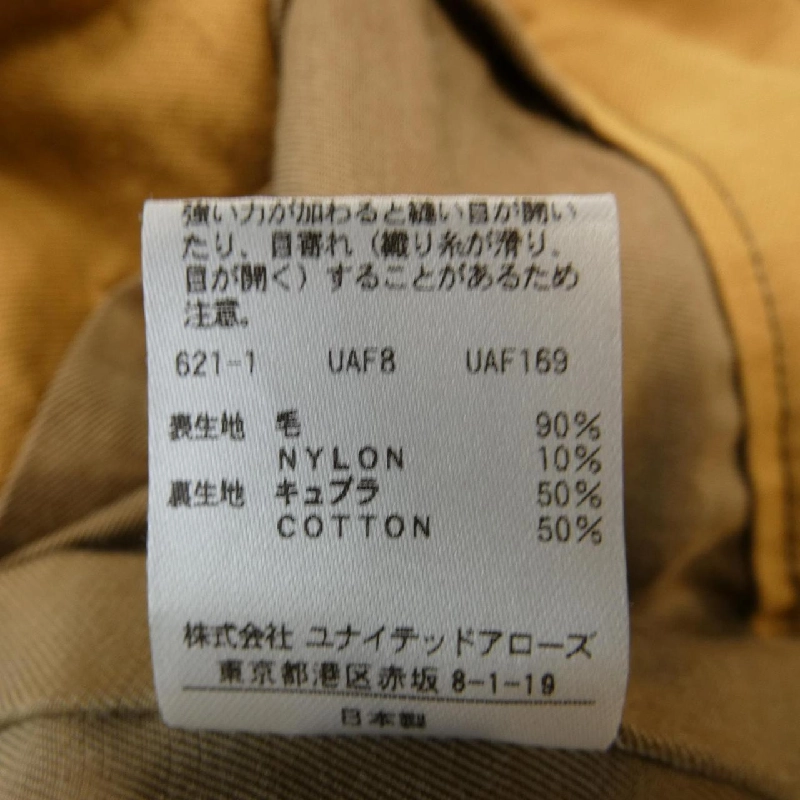 強い力が加わると縫い目が開い
たり、目寄れ（織り糸が滑り、
目が開く）することがあるため
注意。
621-1 UAF8 UAF169
表生地 毛 90%
NYLON 10%
裏生地 キュプラ 50%
COTTON 50%
株式会社 ユナイテッドアローズ
東京都港区赤坂 8-1-19
日本製